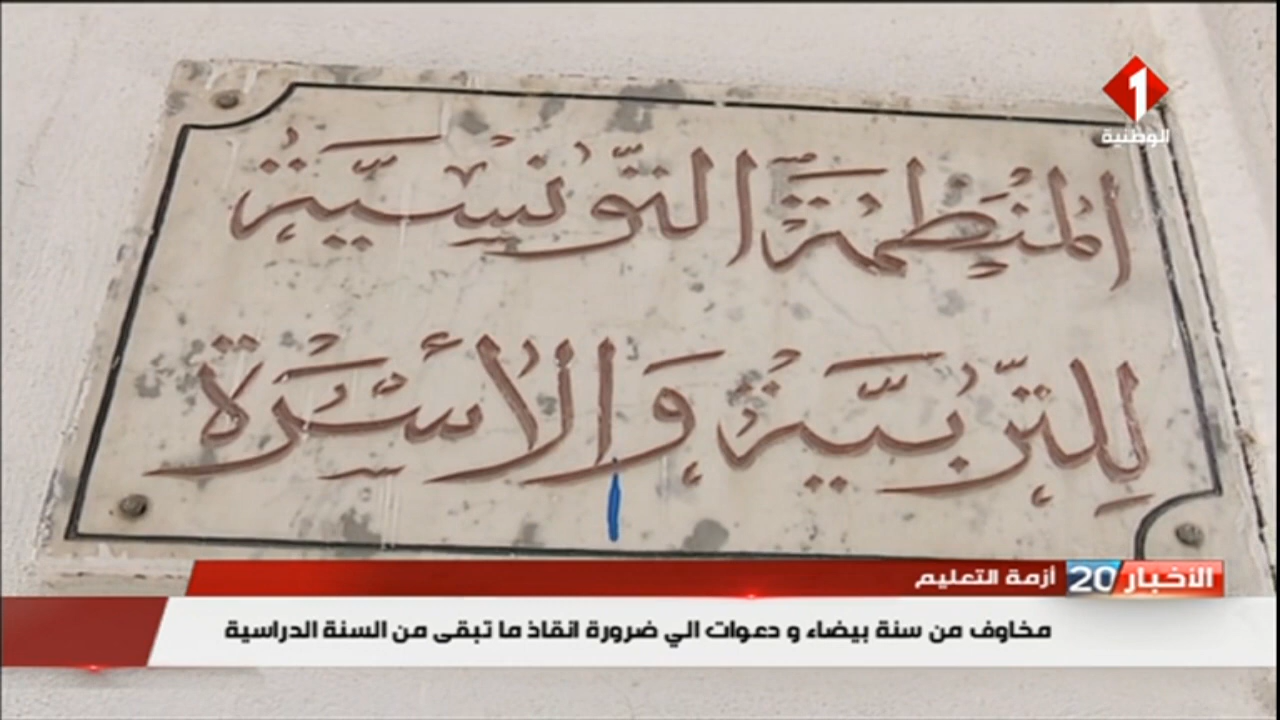 1
الوطنية
المنظمة التونسية
للتربية والأسرة
الأخبار 20 أزمة التعليم
مخاوف من سنة بيضاء و دعوات الي ضرورة انقاذ ما تبقى من السنة الدراسية